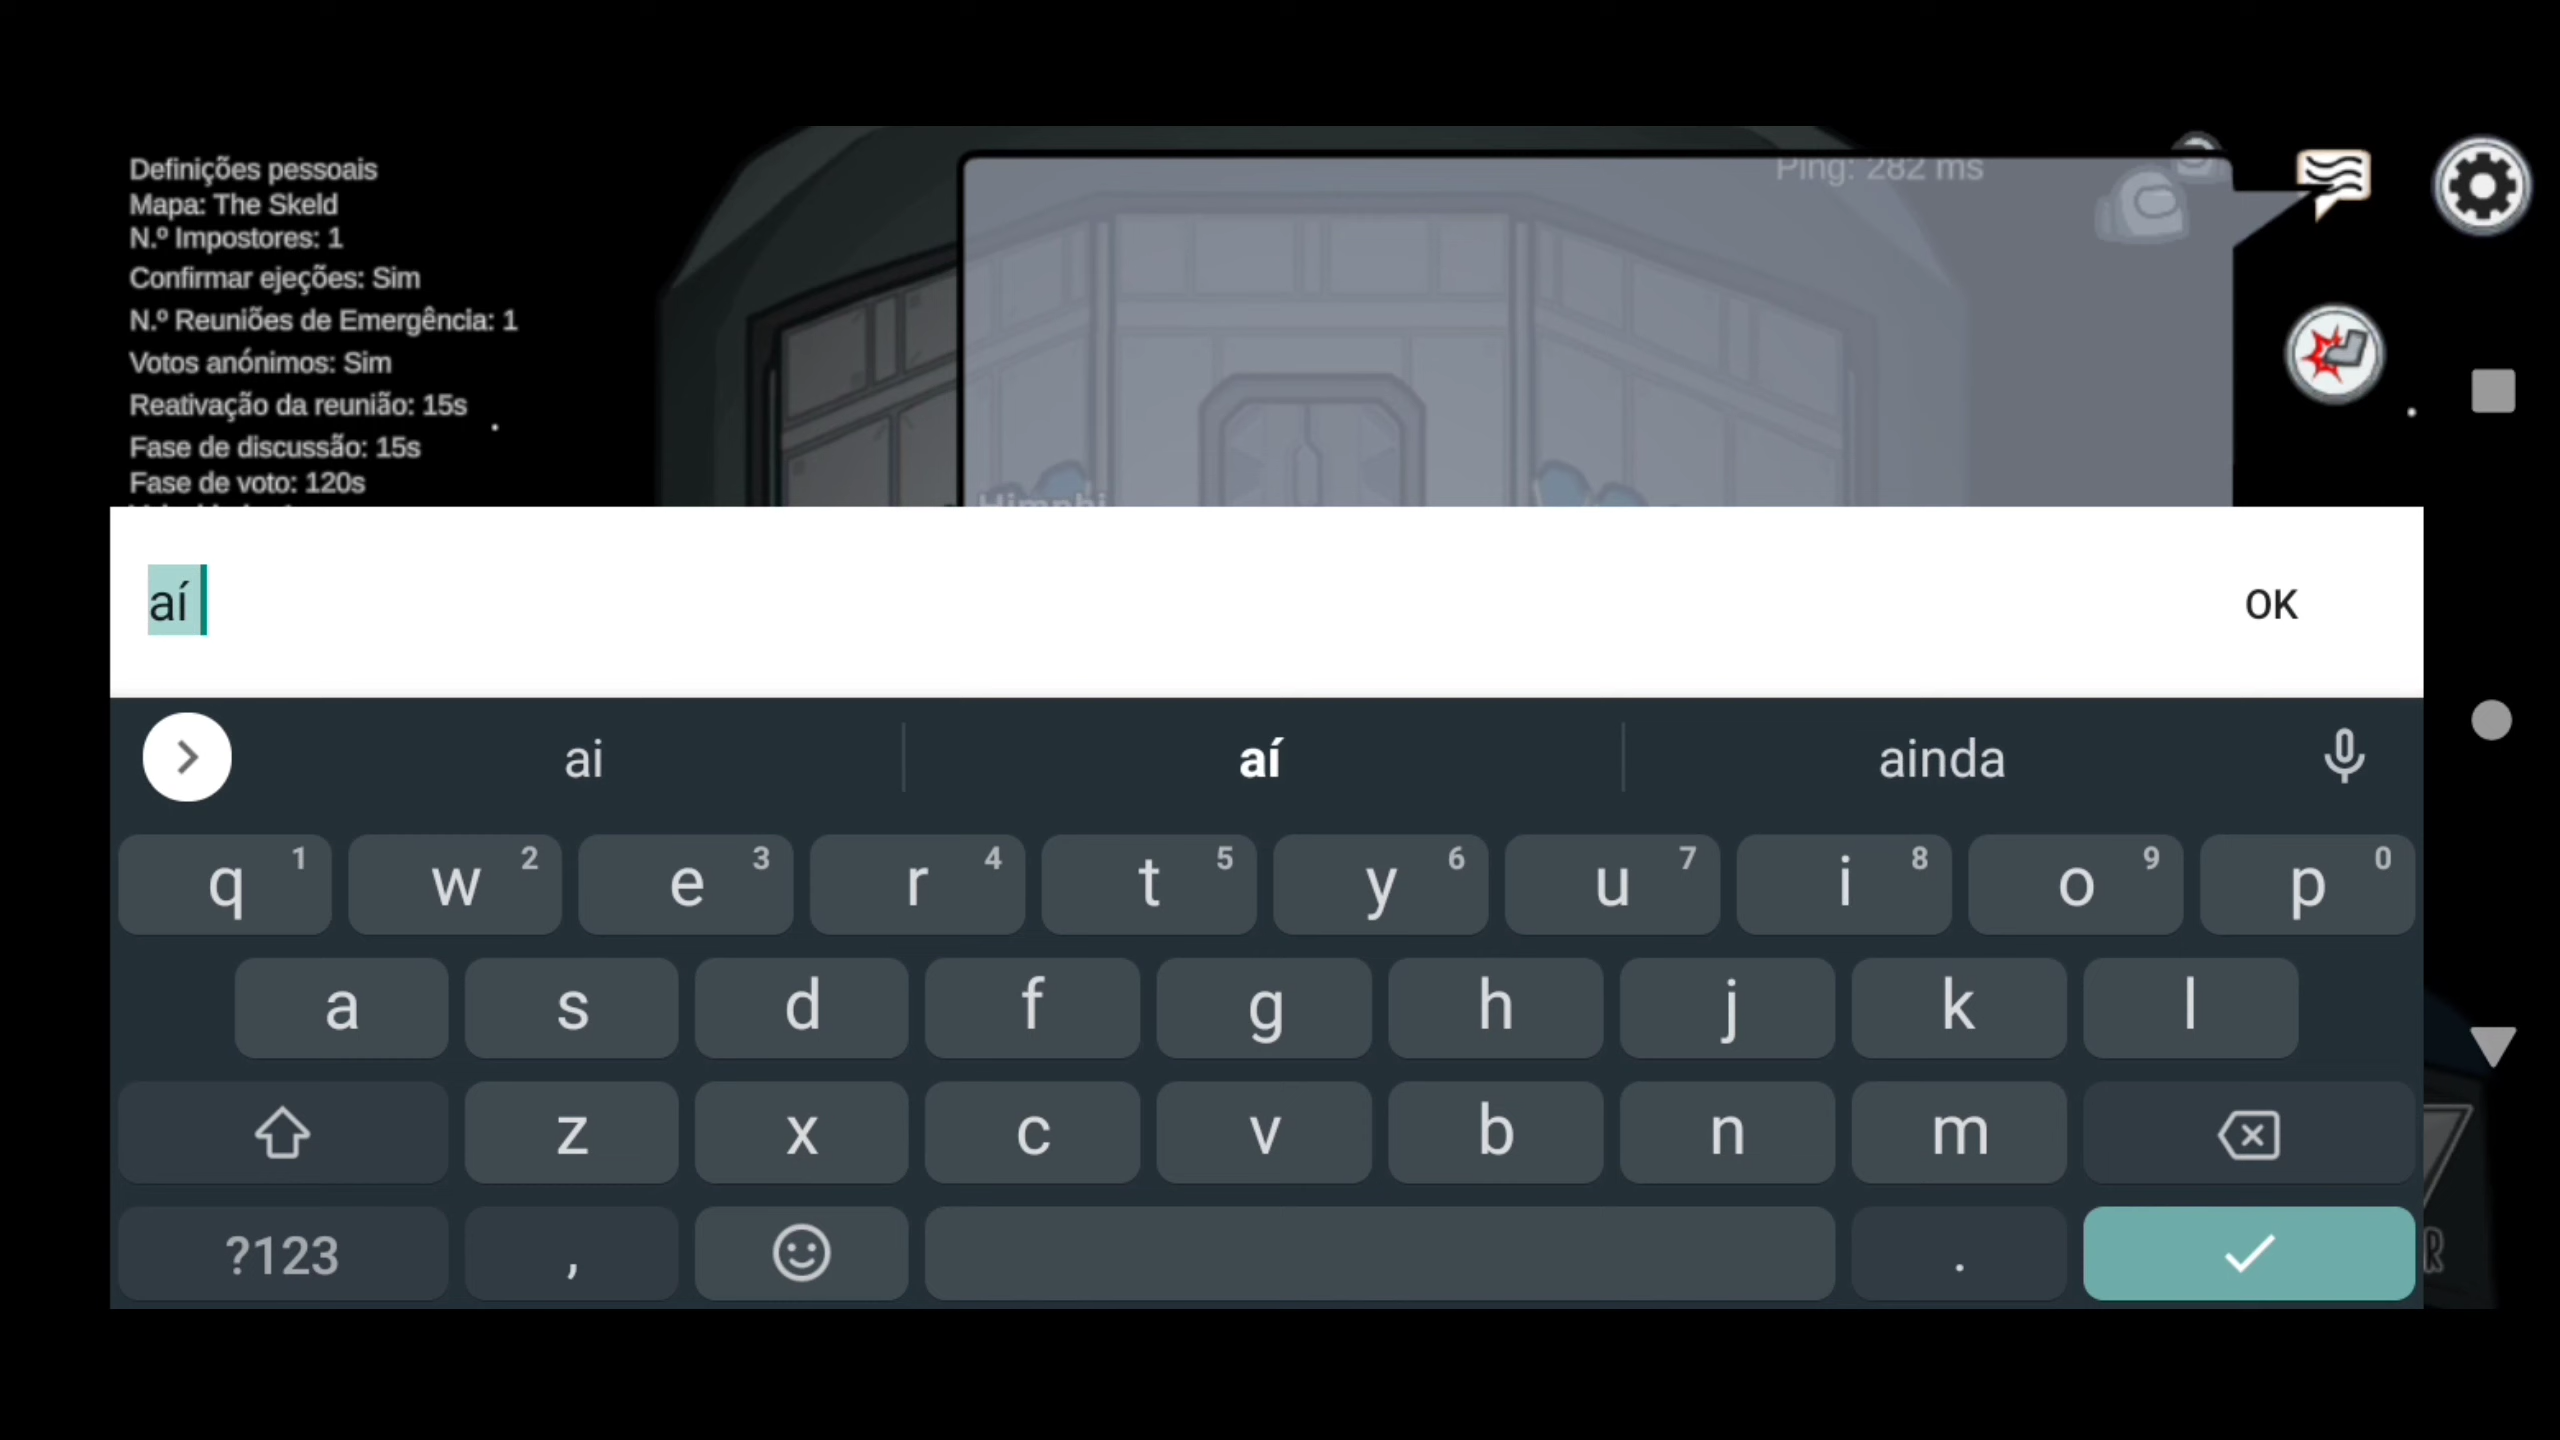 Definições pessoais
Mapa: The Skeld
N.º Impostores: 1
Confirmar ejeções: Sim
N.º Reuniões de Emergência: 1
Votos anónimos: Sim
Reativação da reunião: 15s
Fase de discussão: 15s
Fase de voto: 120s
Ping: 282 ms
aí
OK
ai aí ainda
q 1 w 2 e 3 r 4 t 5 y 6 u 7 i 8 o 9 p 0
a s d f g h j k l
z x c v b n m
?123 , .